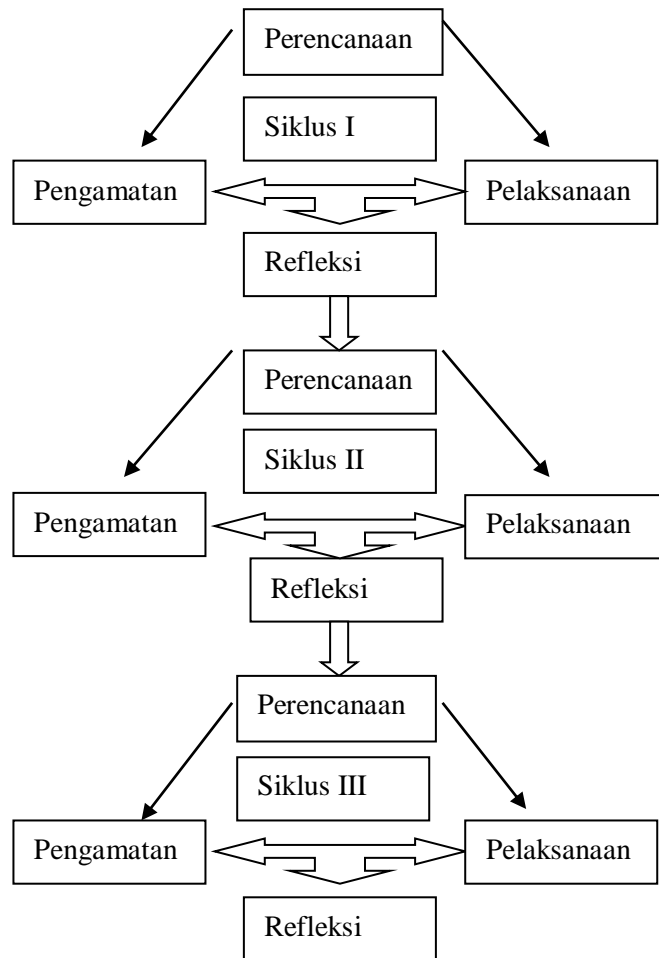 Perencanaan
Siklus I
Pengamatan
Pelaksanaan
Refleksi
Perencanaan
Siklus II
Pengamatan
Pelaksanaan
Refleksi
Perencanaan
Siklus III
Pengamatan
Pelaksanaan
Refleksi